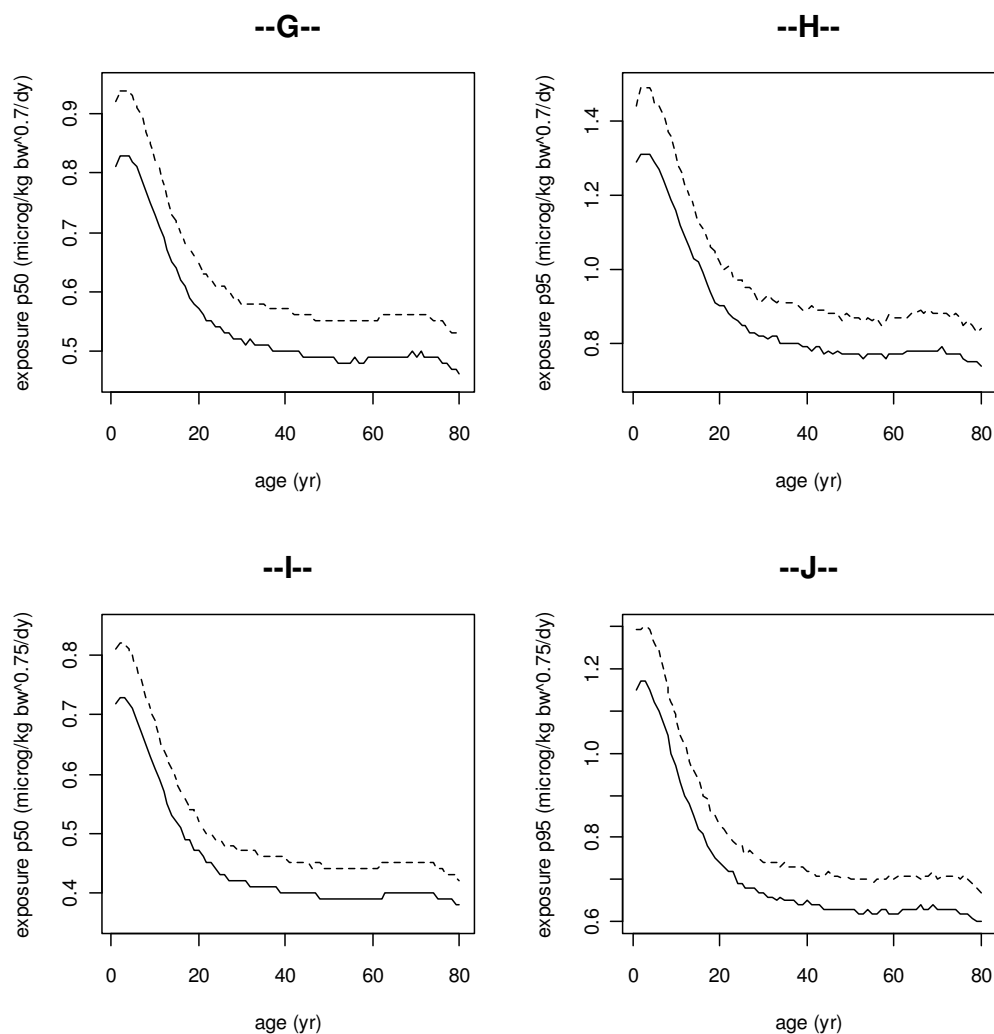 --G--
exposure p50 (microg/kg bw^0.7/dy)
0.9
0.8
0.7
0.6
0.5
0 20 40 60 80
age (yr)
--H--
exposure p95 (microg/kg bw^0.7/dy)
1.4
1.2
1.0
0.8
0 20 40 60 80
age (yr)
--I--
exposure p50 (microg/kg bw^0.75/dy)
0.8
0.7
0.6
0.5
0.4
0 20 40 60 80
age (yr)
--J--
exposure p95 (microg/kg bw^0.75/dy)
1.2
1.0
0.8
0.6
0 20 40 60 80
age (yr)